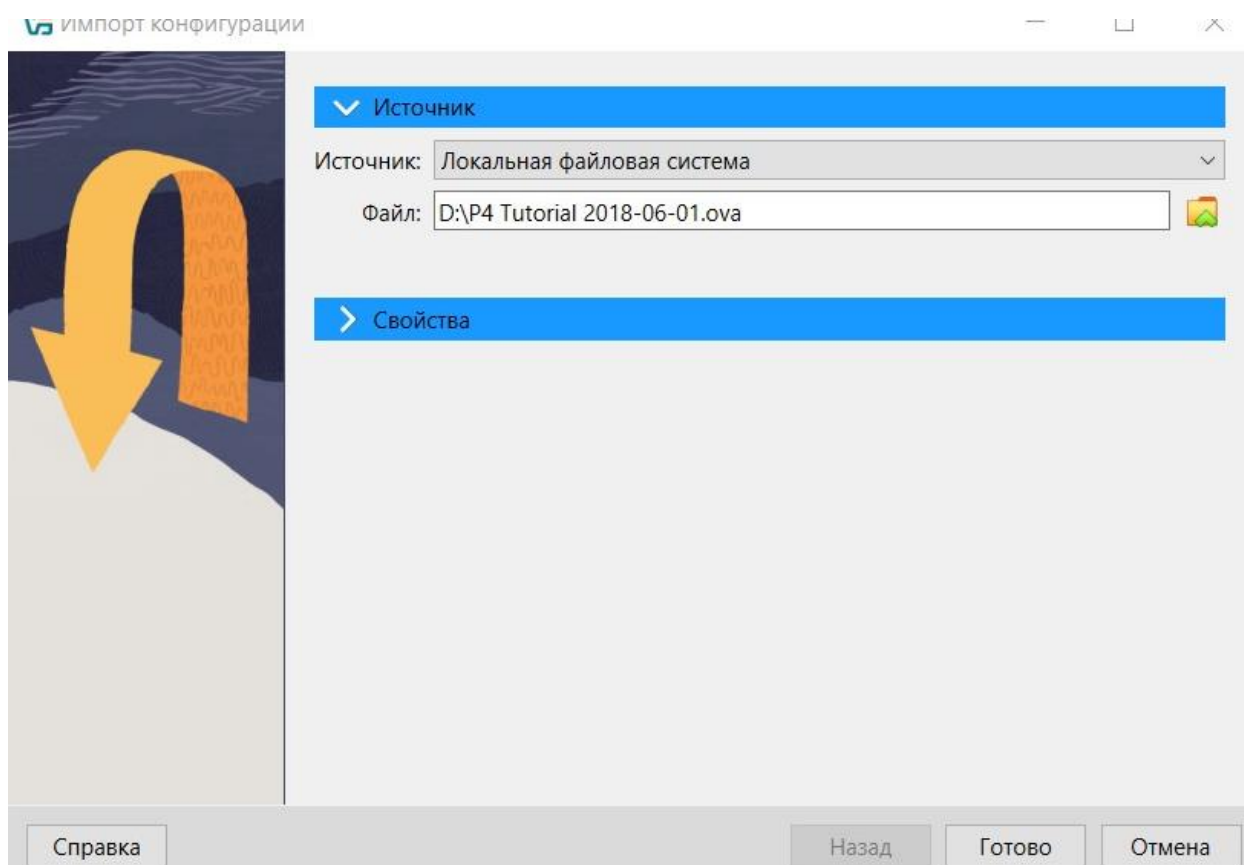 Импорт конфигурации
Источник
Источник: Локальная файловая система
Файл: D:\P4 Tutorial 2018-06-01.ova
Свойства
Справка Назад Готово Отмена